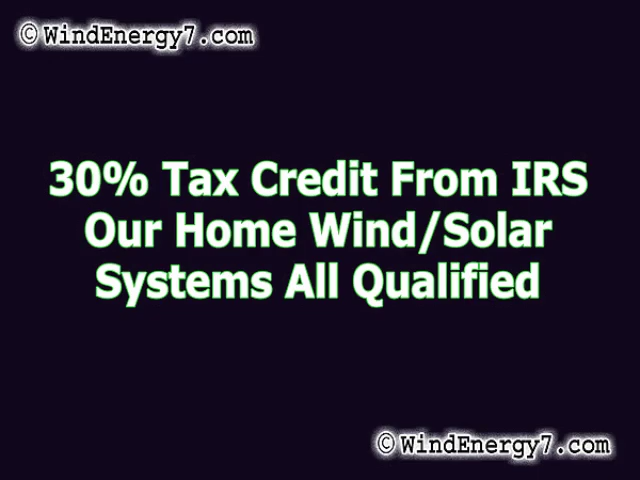 © WindEnergy7.com
30% Tax Credit From IRS
Our Home Wind/Solar
Systems All Qualified
© WindEnergy7.com